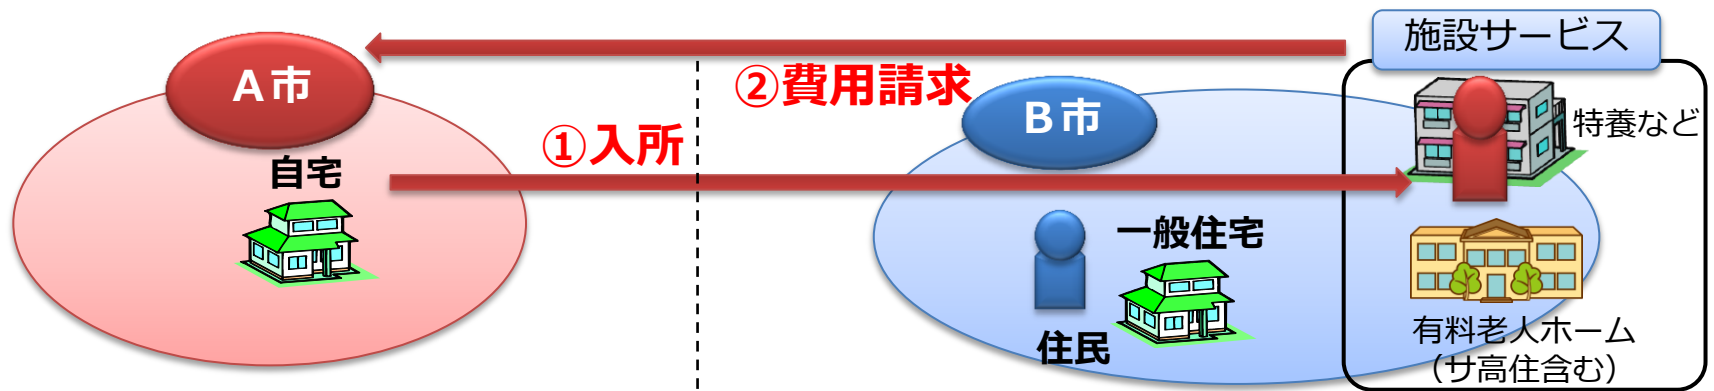 施設サービス
A市
②費用請求
B市
特養など
①入所
自宅
一般住宅
住民
有料老人ホーム
（サ高住含む）